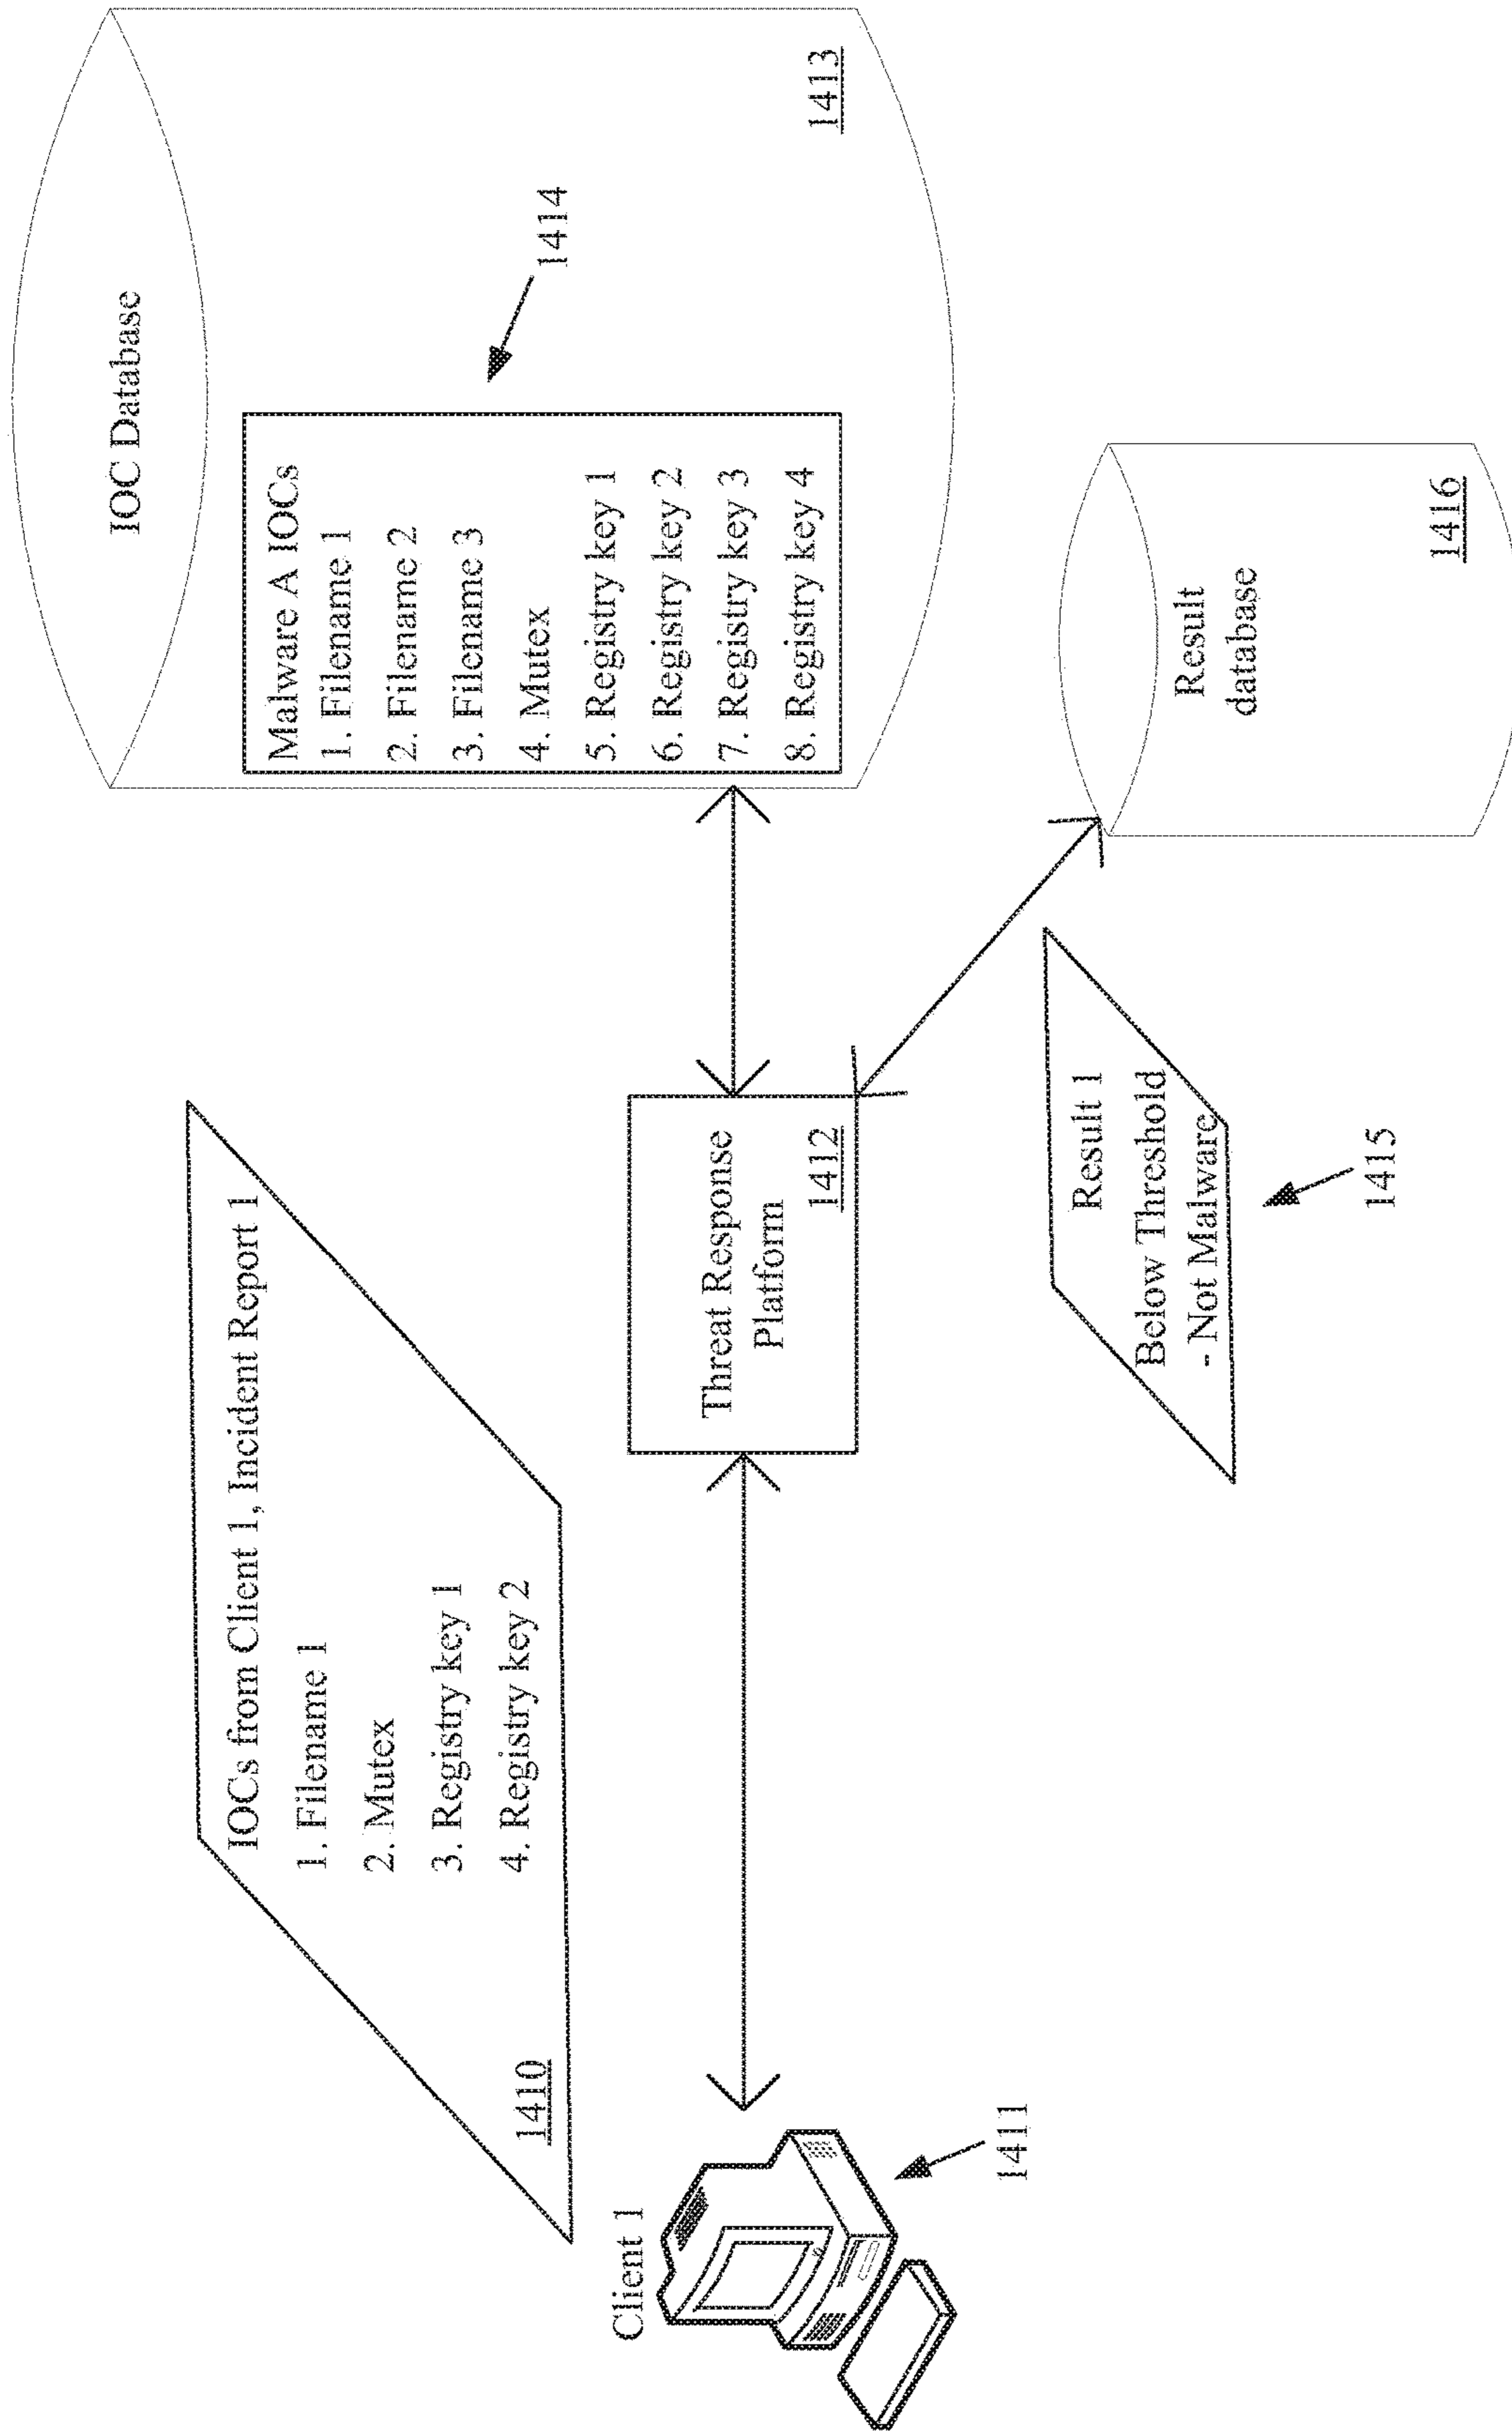 IOC Database
IOCs from Client 1, Incident Report 1
1. Filename 1
2. Mutex
3. Registry key 1
4. Registry key 2
1410
Malware A IOCs
1. Filename 1
2. Filename 2
3. Filename 3
4. Mutex
5. Registry key 1
6. Registry key 2
7. Registry key 3
8. Registry key 4
1414
1413
Client 1
1411
Threat Response
Platform
1412
Result 1
Below Threshold
- Not Malware
1415
Result
database
1416